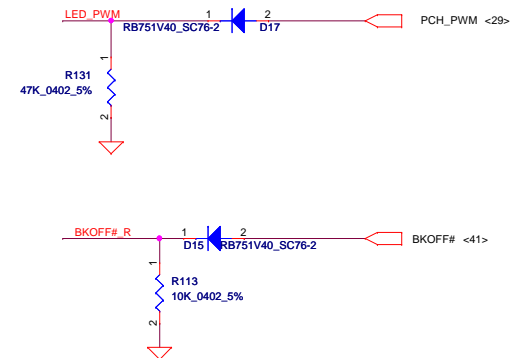 LED_PWM
1
2
PCH_PWM <29>
RB751V40_SC76-2
D17
1
R131
47K_0402_5%
2
BKOFF#_R
1
2
BKOFF# <41>
D15
RB751V40_SC76-2
1
R113
10K_0402_5%
2